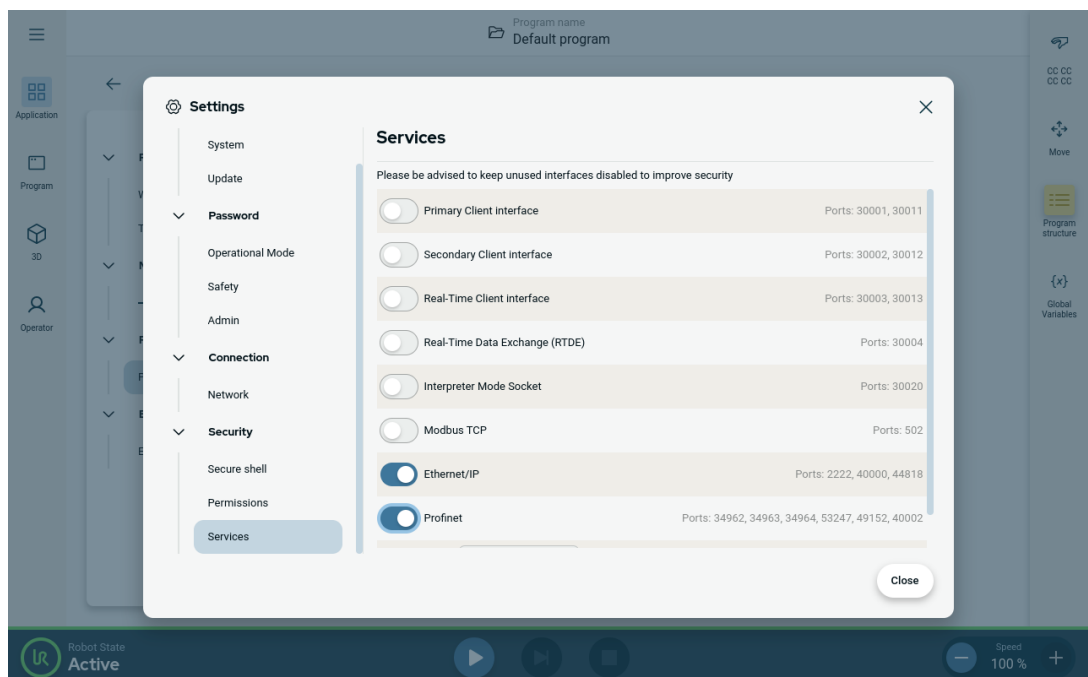 Program name
Default program
Application
Program
3D
Operator
Settings
System
Update
Password
Operational Mode
Safety
Admin
Connection
Network
Security
Secure shell
Permissions
Services
Services
Please be advised to keep unused interfaces disabled to improve security
Primary Client interface Ports: 30001, 30011
Secondary Client interface Ports: 30002, 30012
Real-Time Client interface Ports: 30003, 30013
Real-Time Data Exchange (RTDE) Ports: 30004
Interpreter Mode Socket Ports: 30020
Modbus TCP Ports: 502
Ethernet/IP Ports: 2222, 40000, 44818
Profinet Ports: 34962, 34963, 34964, 53247, 49152, 40002
Close
CC CC
CC CC
Move
Program
structure
{x}
Global
Variables
UR
Robot State
Active
Speed
100 %